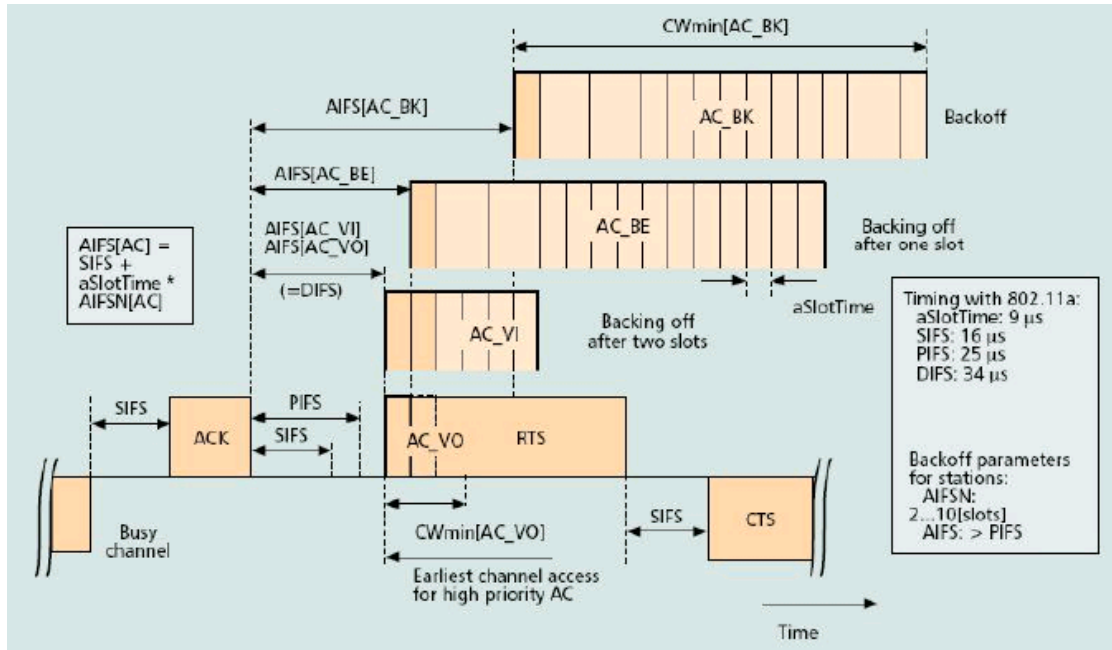 CWmin[AC_BK]
AIFS[AC_BK]
AC_BK
Backoff
AIFS[AC_BE]
AC_BE
Backing off
after one slot
AIFS[AC_VI]
AIFS[AC_VO]
(=DIFS)
AIFS[AC] =
SIFS +
aSlotTime *
AIFSN[AC]
aSlotTime
AC_VI
Backing off
after two slots
Timing with 802.11a:
aSlotTime: 9 µs
SIFS: 16 µs
PIFS: 25 µs
DIFS: 34 µs
Backoff parameters
for stations:
AIFSN:
2...10[slots]
AIFS: > PIFS
SIFS
ACK
PIFS
SIFS
AC_VO
RTS
Busy
channel
CWmin[AC_VO]
SIFS
CTS
Earliest channel access
for high priority AC
Time